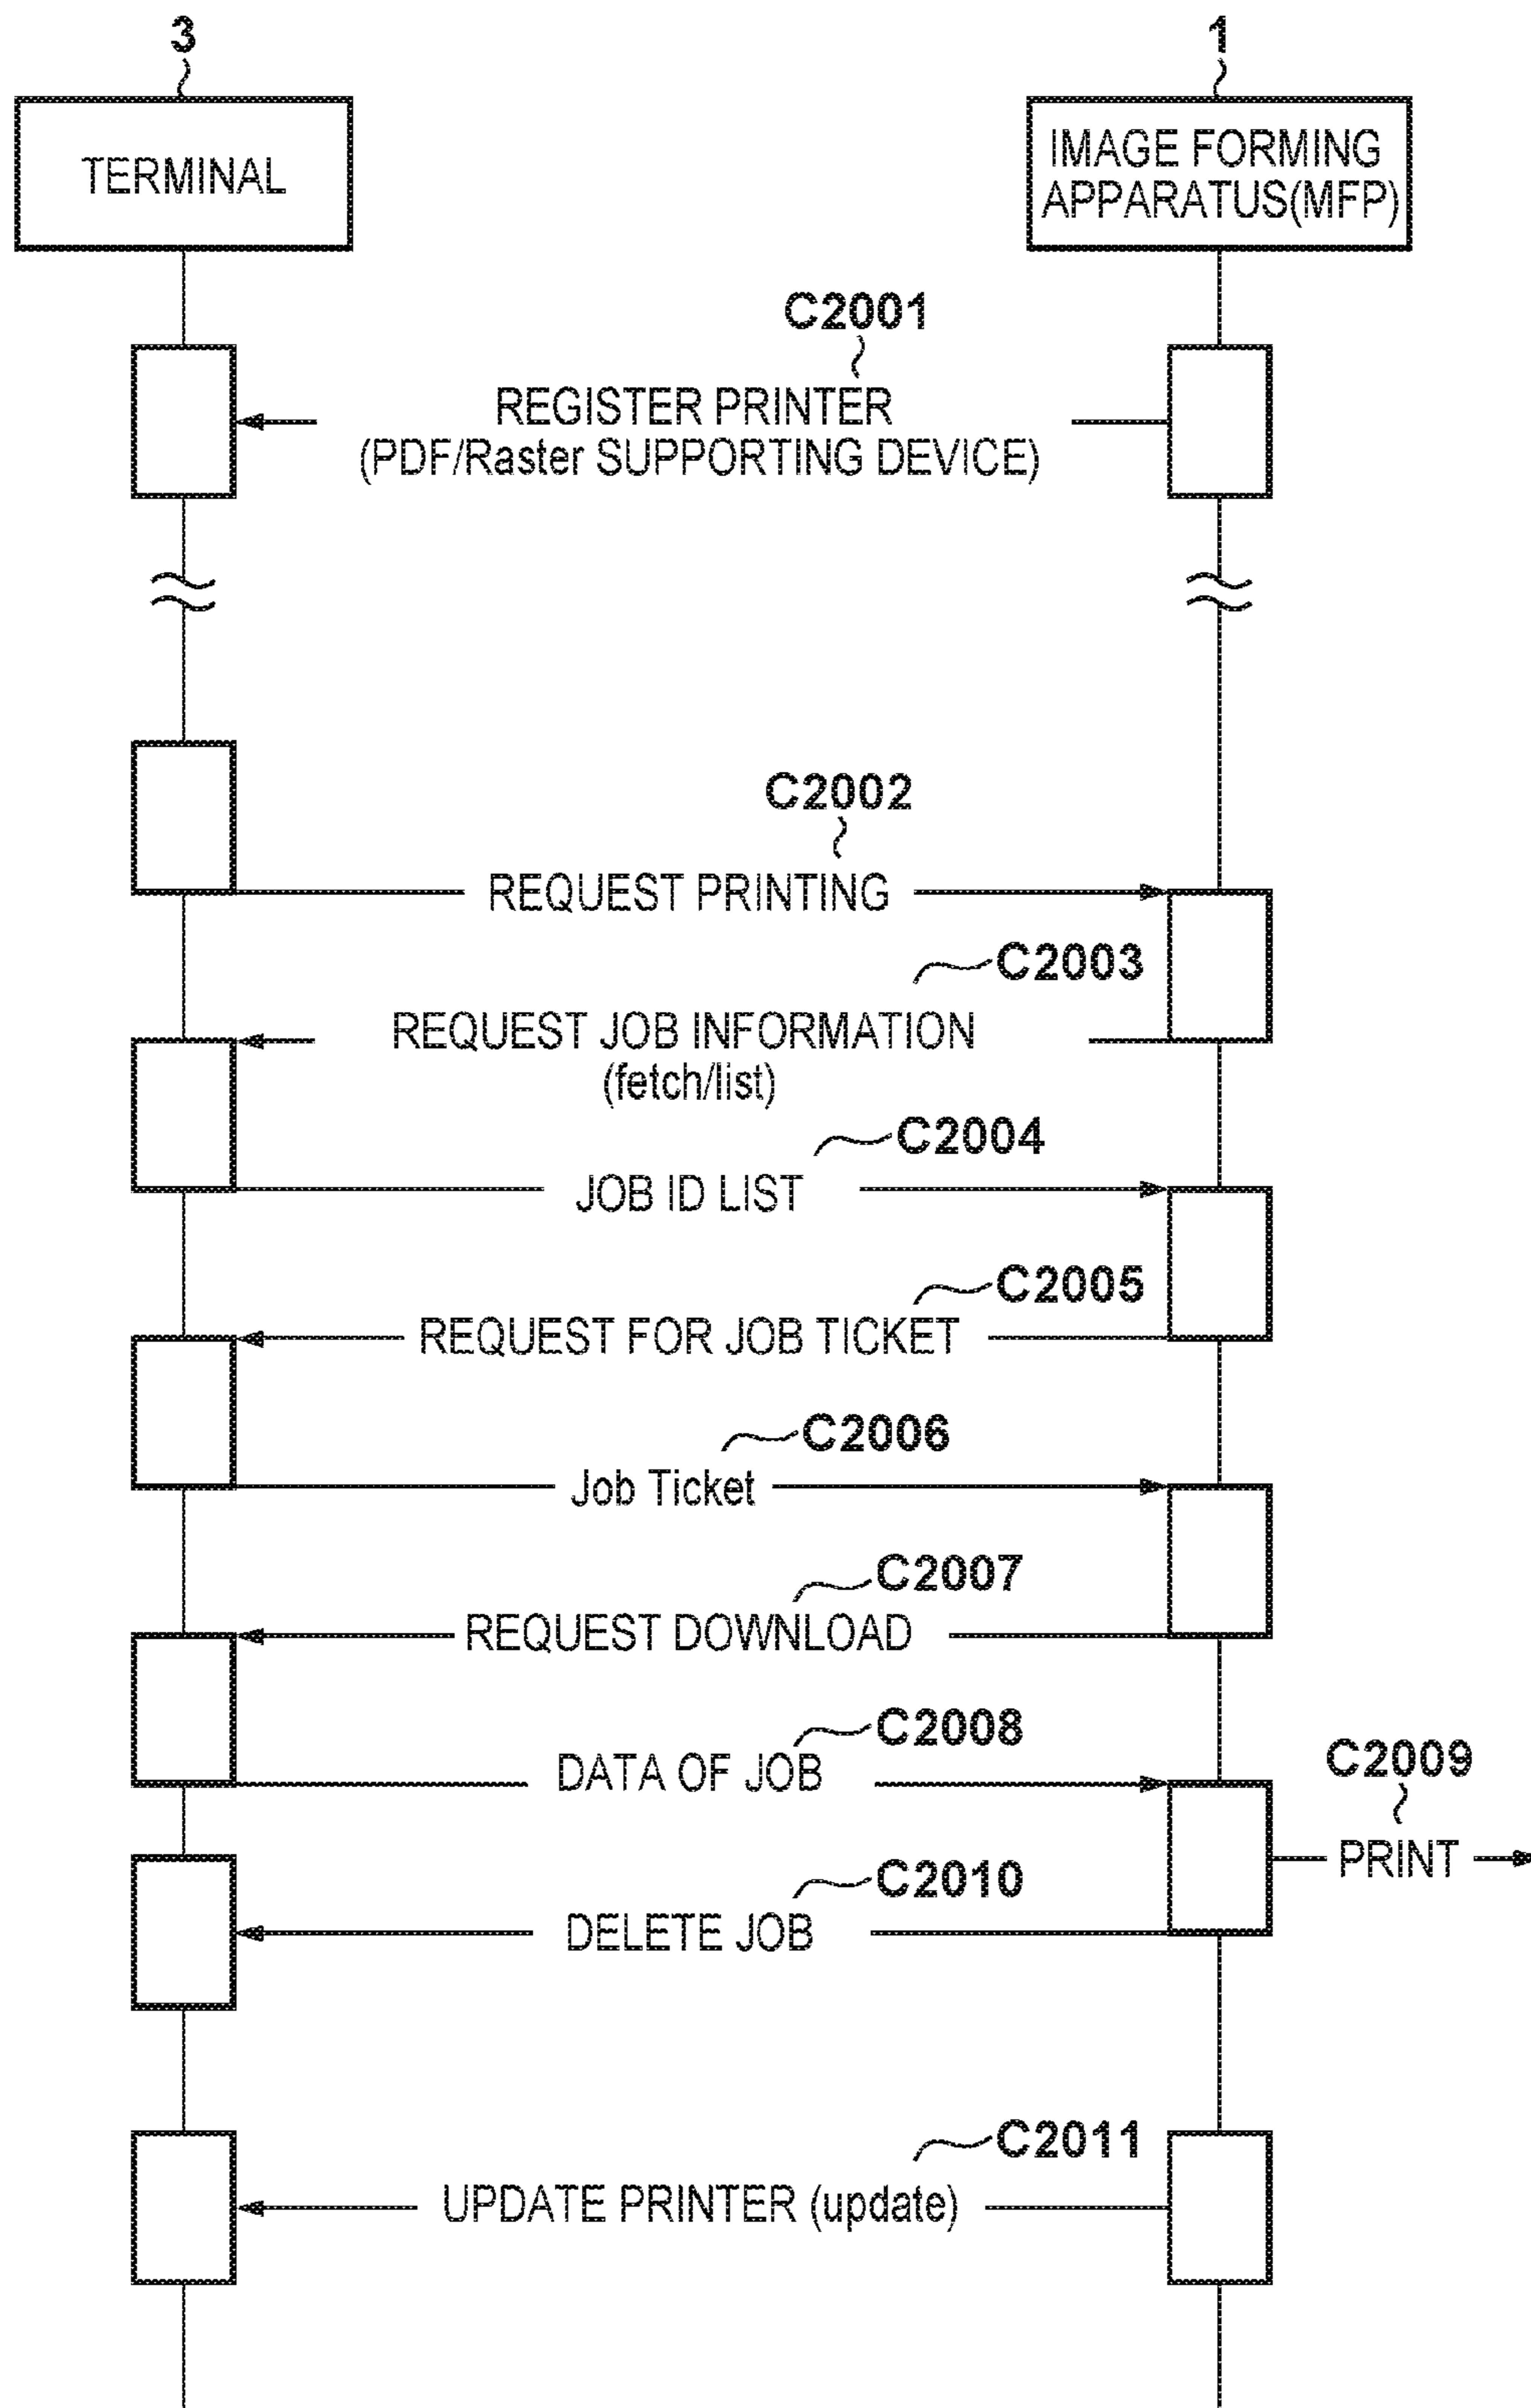 3
1
TERMINAL
IMAGE FORMING
APPARATUS(MFP)
C2001
REGISTER PRINTER
(PDF/Raster SUPPORTING DEVICE)
C2002
REQUEST PRINTING
C2003
REQUEST JOB INFORMATION
(fetch/list)
C2004
JOB ID LIST
C2005
REQUEST FOR JOB TICKET
C2006
Job Ticket
C2007
REQUEST DOWNLOAD
C2008
DATA OF JOB
C2009
PRINT
C2010
DELETE JOB
C2011
UPDATE PRINTER (update)